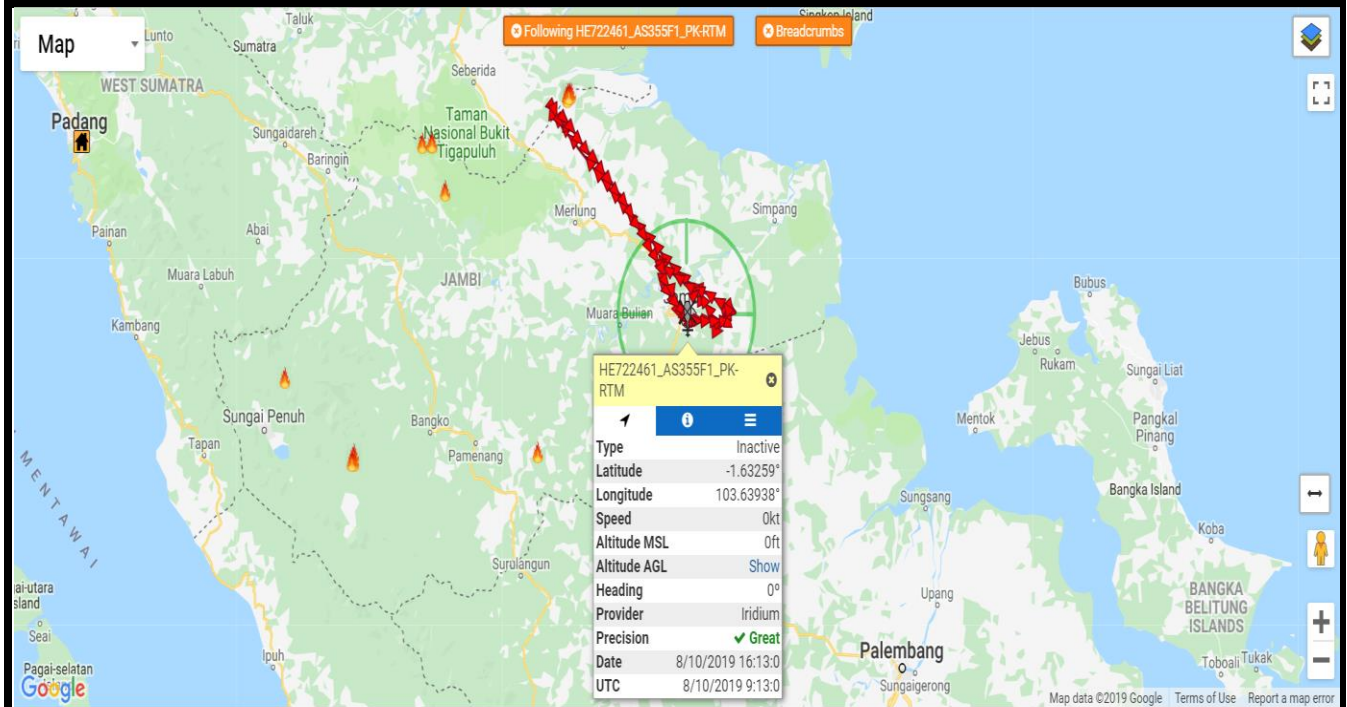 Map
Following HE722461_AS355F1_PK-RTM
Breadcrumbs
Taluk
Lunto
Sumatra
Seberida
WEST SUMATRA
Padang
Sungaidareh
Baringin
Taman
Nasional Bukit
Tigapuluh
Painan
Abai
Merlung
Simpang
Muara Labuh
JAMBI
Muara Bulian
Kambang
Bubus
Jebus
Rukam
Sungai Liat
Sungai Penuh
Bangko
Pamenang
Tapan
Mentok
Pangkal
Pinang
MENTAWAI
Sungsang
Bangka Island
Koba
Surulangun
Upang
BANGKA
BELITUNG
ISLANDS
Seai
Pagai-selatan
Ipuh
Palembang
Sungaigerong
Toboali
Tukak
HE722461_AS355F1_PK-
RTM
Type Inactive
Latitude -1.63259°
Longitude 103.63938°
Speed 0kt
Altitude MSL 0ft
Altitude AGL Show
Heading 0°
Provider Iridium
Precision Great
Date 8/10/2019 16:13:0
UTC 8/10/2019 9:13:0
Google
Map data ©2019 Google Terms of Use Report a map error